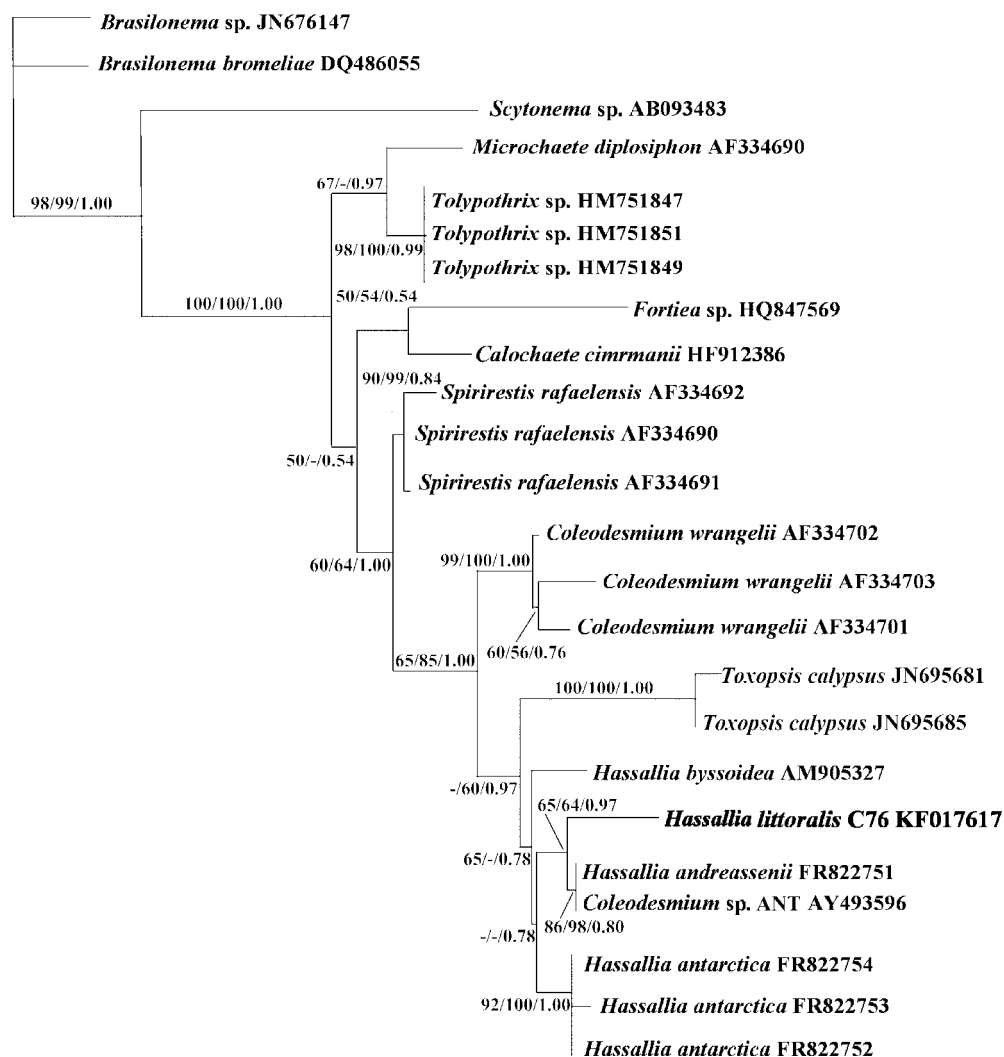 Brasilonema sp. JN676147
Brasilonema bromeliae DQ486055
Scytonema sp. AB093483
Microchaete diplosiphon AF334690
67/-/0.97
Tolypothrix sp. HM751847
98/99/1.00
Tolypothrix sp. HM751851
98/100/0.99
Tolypothrix sp. HM751849
100/100/1.00
50/54/0.54
Fortiea sp. HQ847569
Calochaete cimrmanii HF912386
90/99/0.84
Spirirestis rafaelensis AF334692
Spirirestis rafaelensis AF334690
50/-/0.54
Spirirestis rafaelensis AF334691
Coleodesmium wrangelii AF334702
60/64/1.00
99/100/1.00
Coleodesmium wrangelii AF334703
Coleodesmium wrangelii AF334701
60/56/0.76
65/85/1.00
Toxopsis calypsus JN695681
100/100/1.00
Toxopsis calypsus JN695685
Hassallia byssoidea AM905327
-/60/0.97
65/64/0.97
Hassallia littoralis C76 KF017617
65/-/0.78
Hassallia andreassenii FR822751
Coleodesmium sp. ANT AY493596
86/98/0.80
-/-/0.78
Hassallia antarctica FR822754
92/100/1.00
Hassallia antarctica FR822753
Hassallia antarctica FR822752